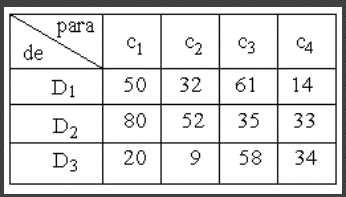 para
de
c1 c2 c3 c4
D1 50 32 61 14
D2 80 52 35 33
D3 20 9 58 34